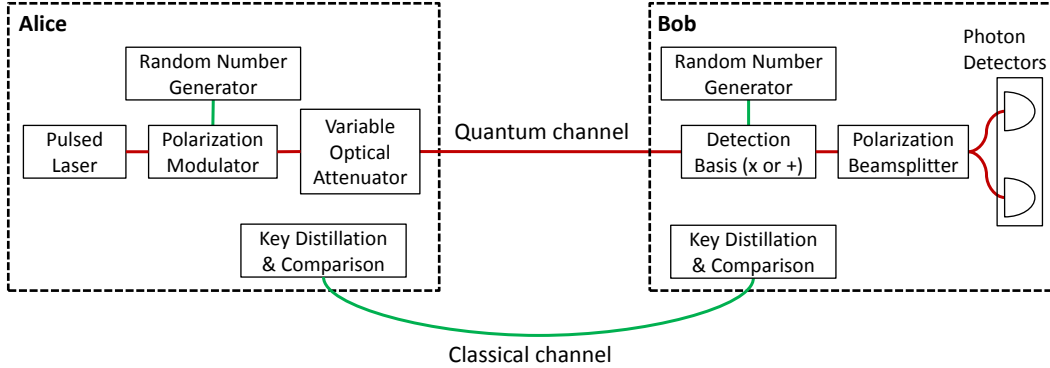 Alice
Random Number
Generator
Pulsed
Laser
Polarization
Modulator
Variable
Optical
Attenuator
Key Distillation
& Comparison
Quantum channel
Classical channel
Bob
Random Number
Generator
Detection
Basis (x or +)
Polarization
Beamsplitter
Photon
Detectors
Key Distillation
& Comparison